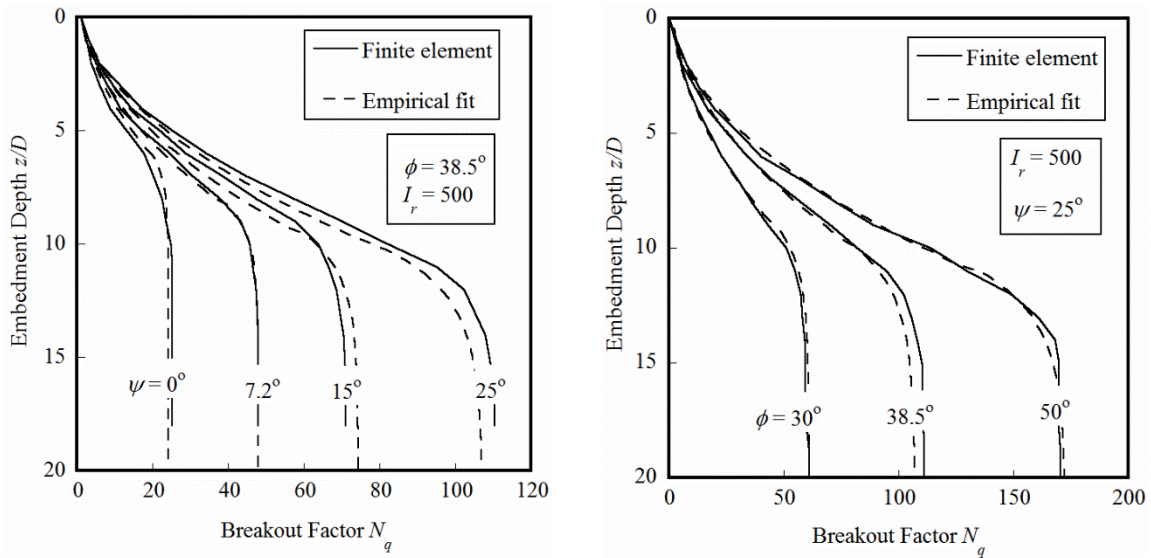 0
5
10
15
20
Embedment Depth z/D
Finite element
Empirical fit
ϕ = 38.5°
I_r = 500
ψ = 0°
7.2°
15°
25°
0 20 40 60 80 100 120
Breakout Factor N_q
0
5
10
15
20
Embedment Depth z/D
Finite element
Empirical fit
I_r = 500
ψ = 25°
ϕ = 30°
38.5°
50°
0 50 100 150 200
Breakout Factor N_q